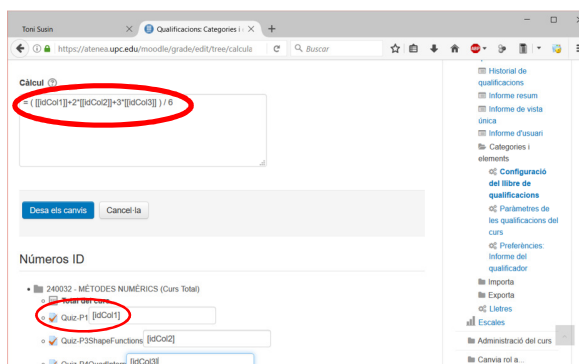 Toni Susin
Qualificacions: Categories i
https://atenea.upc.edu/moodle/grade/edit/tree/calcule
Buscar
Càlcul
= ( [[idCol1]]+2*[[idCol2]]+3*[[idCol3]] ) / 6
Desa els canvis
Cancel·la
Números ID
240032 - MÈTODES NUMÈRICS (Curs Total)
Total del curs
Quiz-P1 [idCol1]
Quiz-P3ShapeFunctions [idCol2]
[idCol3]
Historial de
qualificacions
Informe resum
Informe de vista
única
Informe d'usuari
Categories i
elements
Configuració
del llibre de
qualificacions
Paràmetres de
les qualificacions del
curs
Preferències:
Informe del
qualificador
Importa
Exporta
Lletres
Escales
Administració del curs
Canvia rol a...